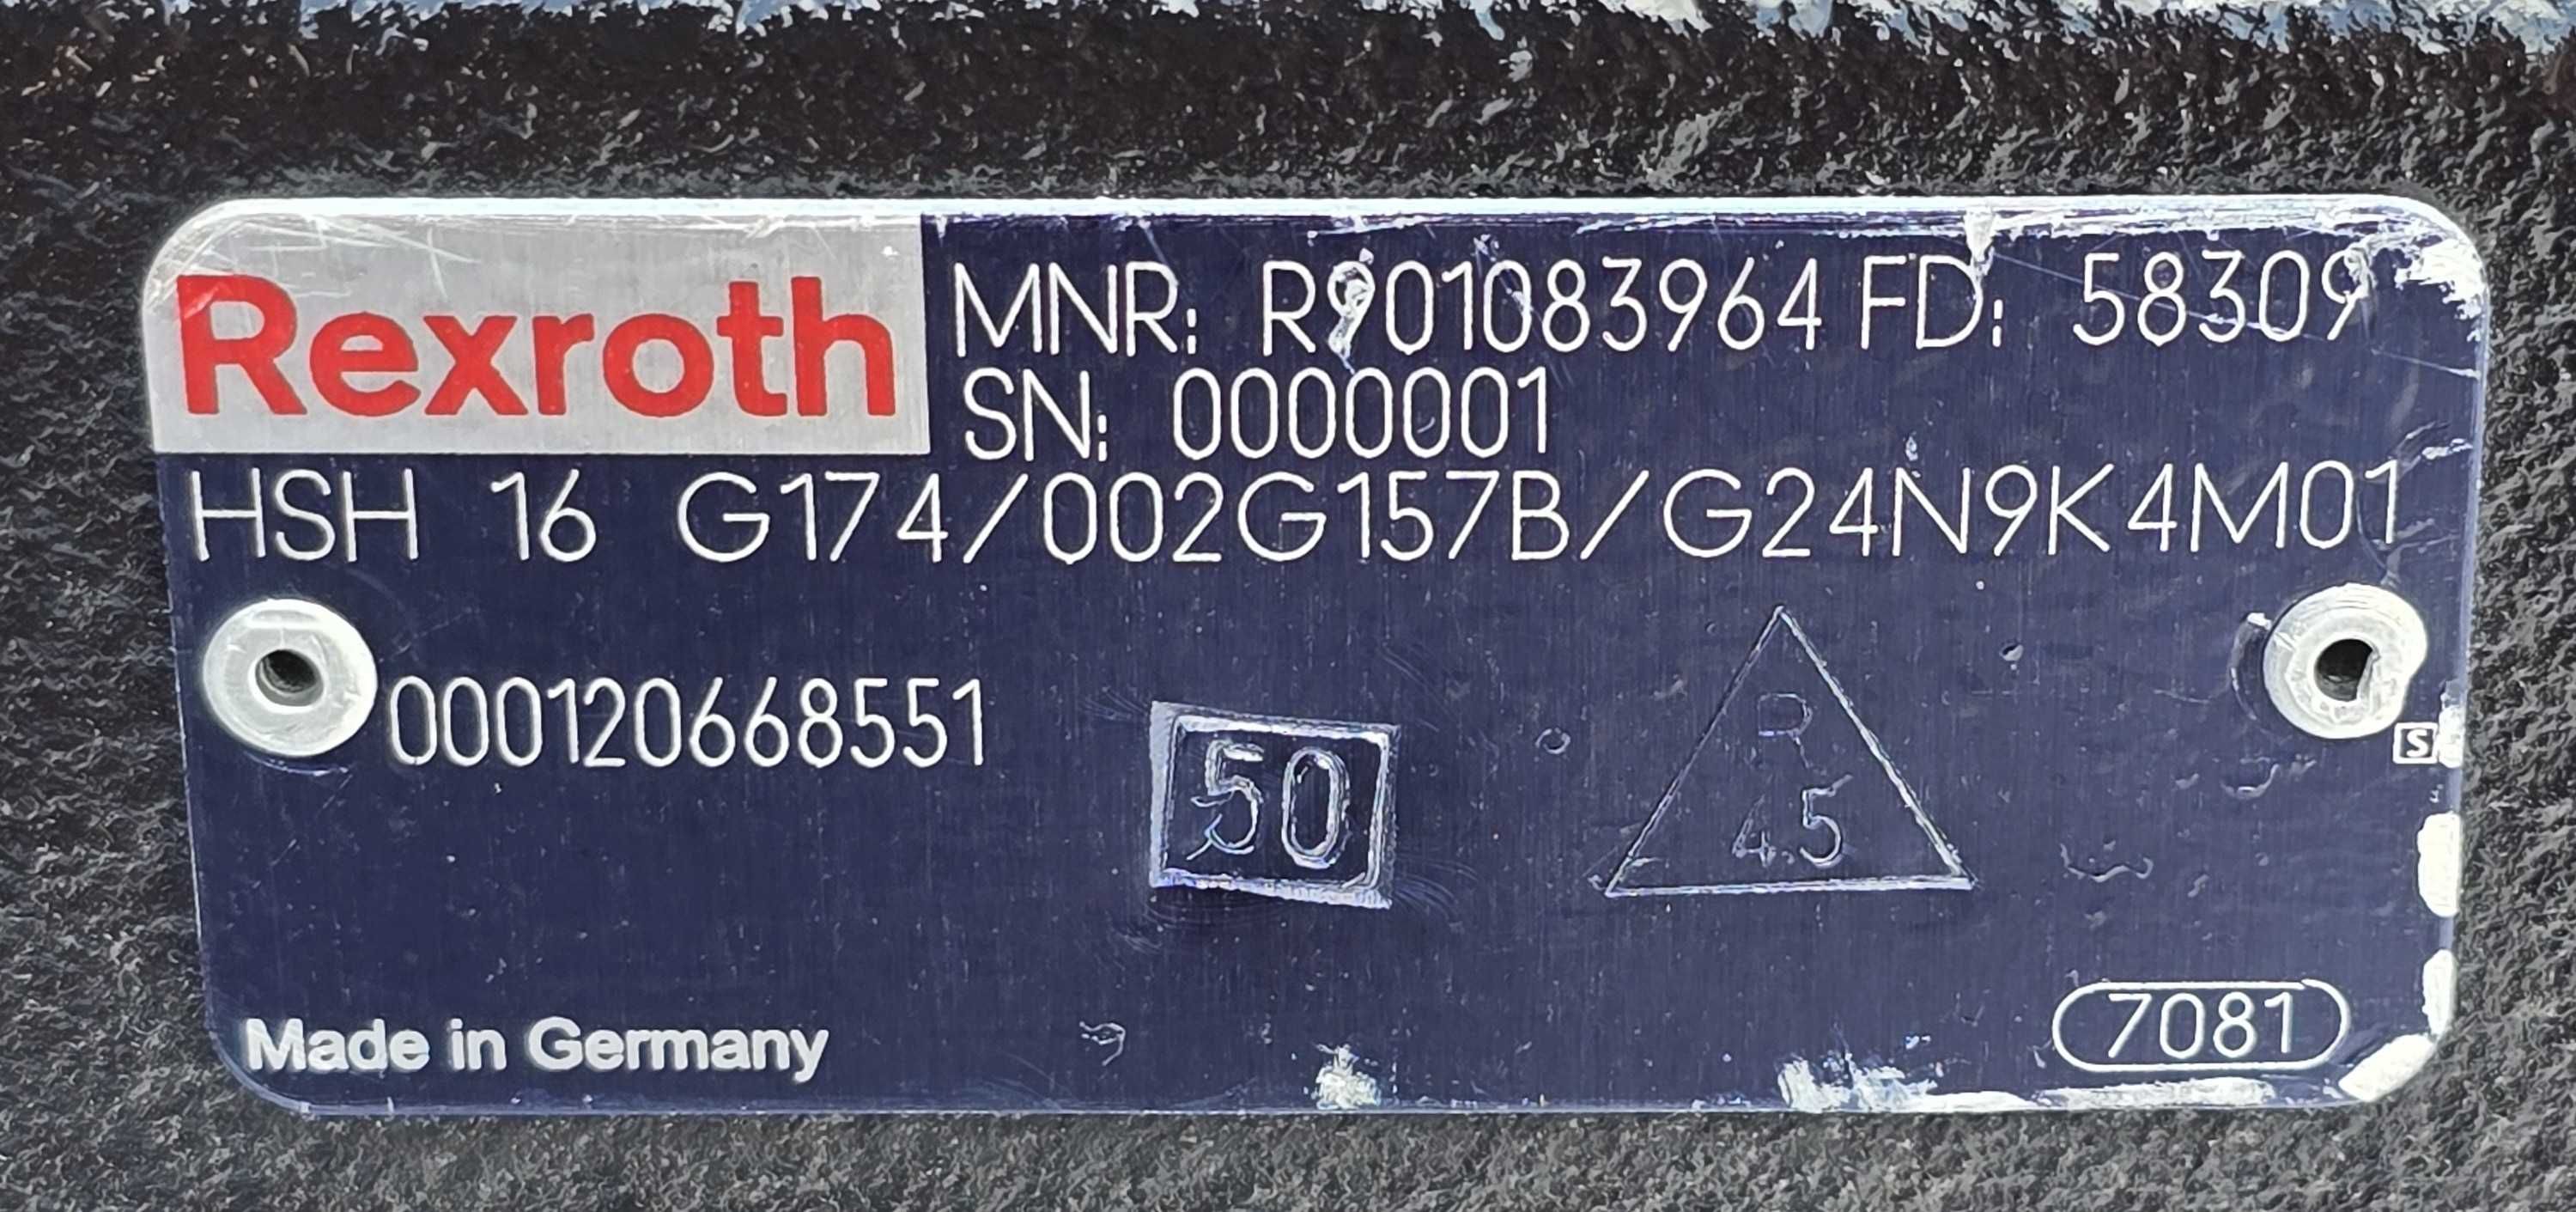 Rexroth
MNR: R901083964 FD: 58309
SN: 0000001
HSH 16 G174/002G157B/G24N9K4M01
000120668551
S
50
R
4.5
7081
Made in Germany